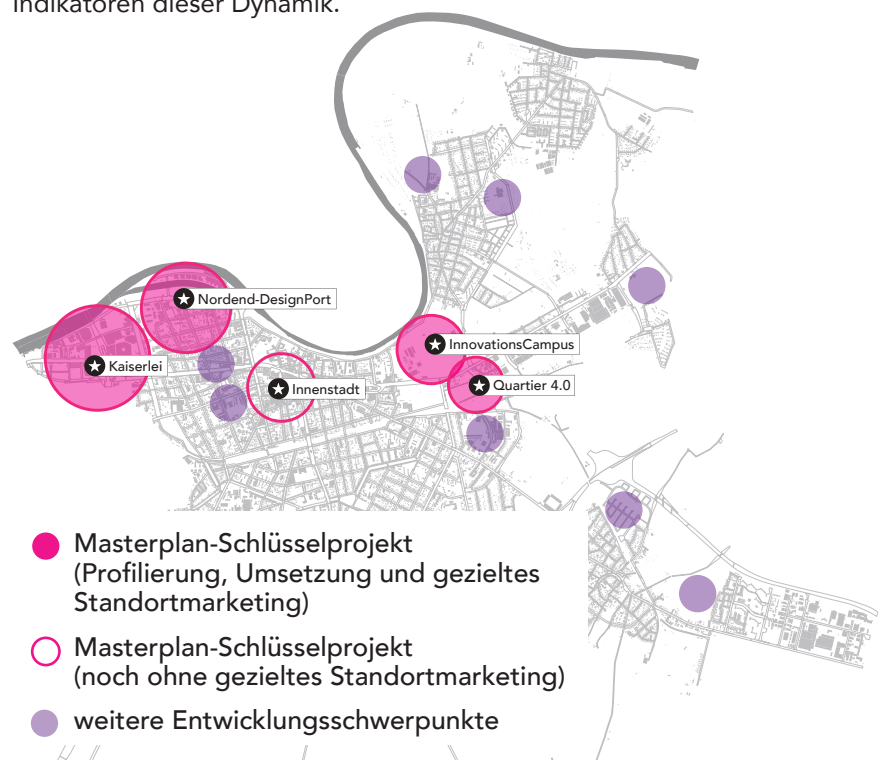 Indikatoren dieser Dynamik.
Nordend-DesignPort
InnovationsCampus
Kaiserlei
Innenstadt
Quartier 4.0
Masterplan-Schlüsselprojekt
(Profilierung, Umsetzung und gezieltes
Standortmarketing)
Masterplan-Schlüsselprojekt
(noch ohne gezieltes Standortmarketing)
weitere Entwicklungsschwerpunkte